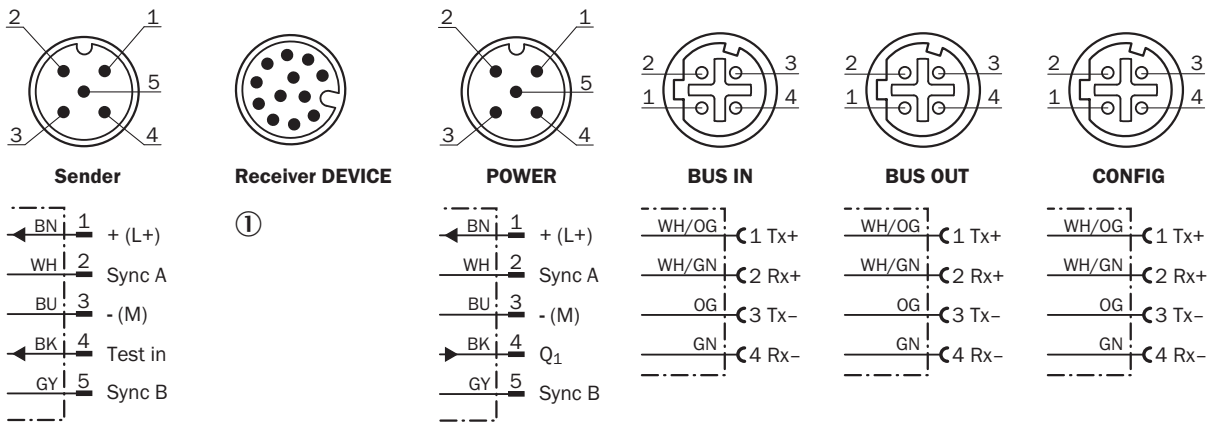 2 1
5
3 4
Sender
BN 1 + (L+)
WH 2 Sync A
BU 3 - (M)
BK 4 Test in
GY 5 Sync B
Receiver DEVICE
①
2 1
5
3 4
POWER
BN 1 + (L+)
WH 2 Sync A
BU 3 - (M)
BK 4 Q1
GY 5 Sync B
2 3
1 4
BUS IN
WH/OG 1 Tx+
WH/GN 2 Rx+
OG 3 Tx–
GN 4 Rx–
2 3
1 4
BUS OUT
WH/OG 1 Tx+
WH/GN 2 Rx+
OG 3 Tx–
GN 4 Rx–
2 3
1 4
CONFIG
WH/OG 1 Tx+
WH/GN 2 Rx+
OG 3 Tx–
GN 4 Rx–